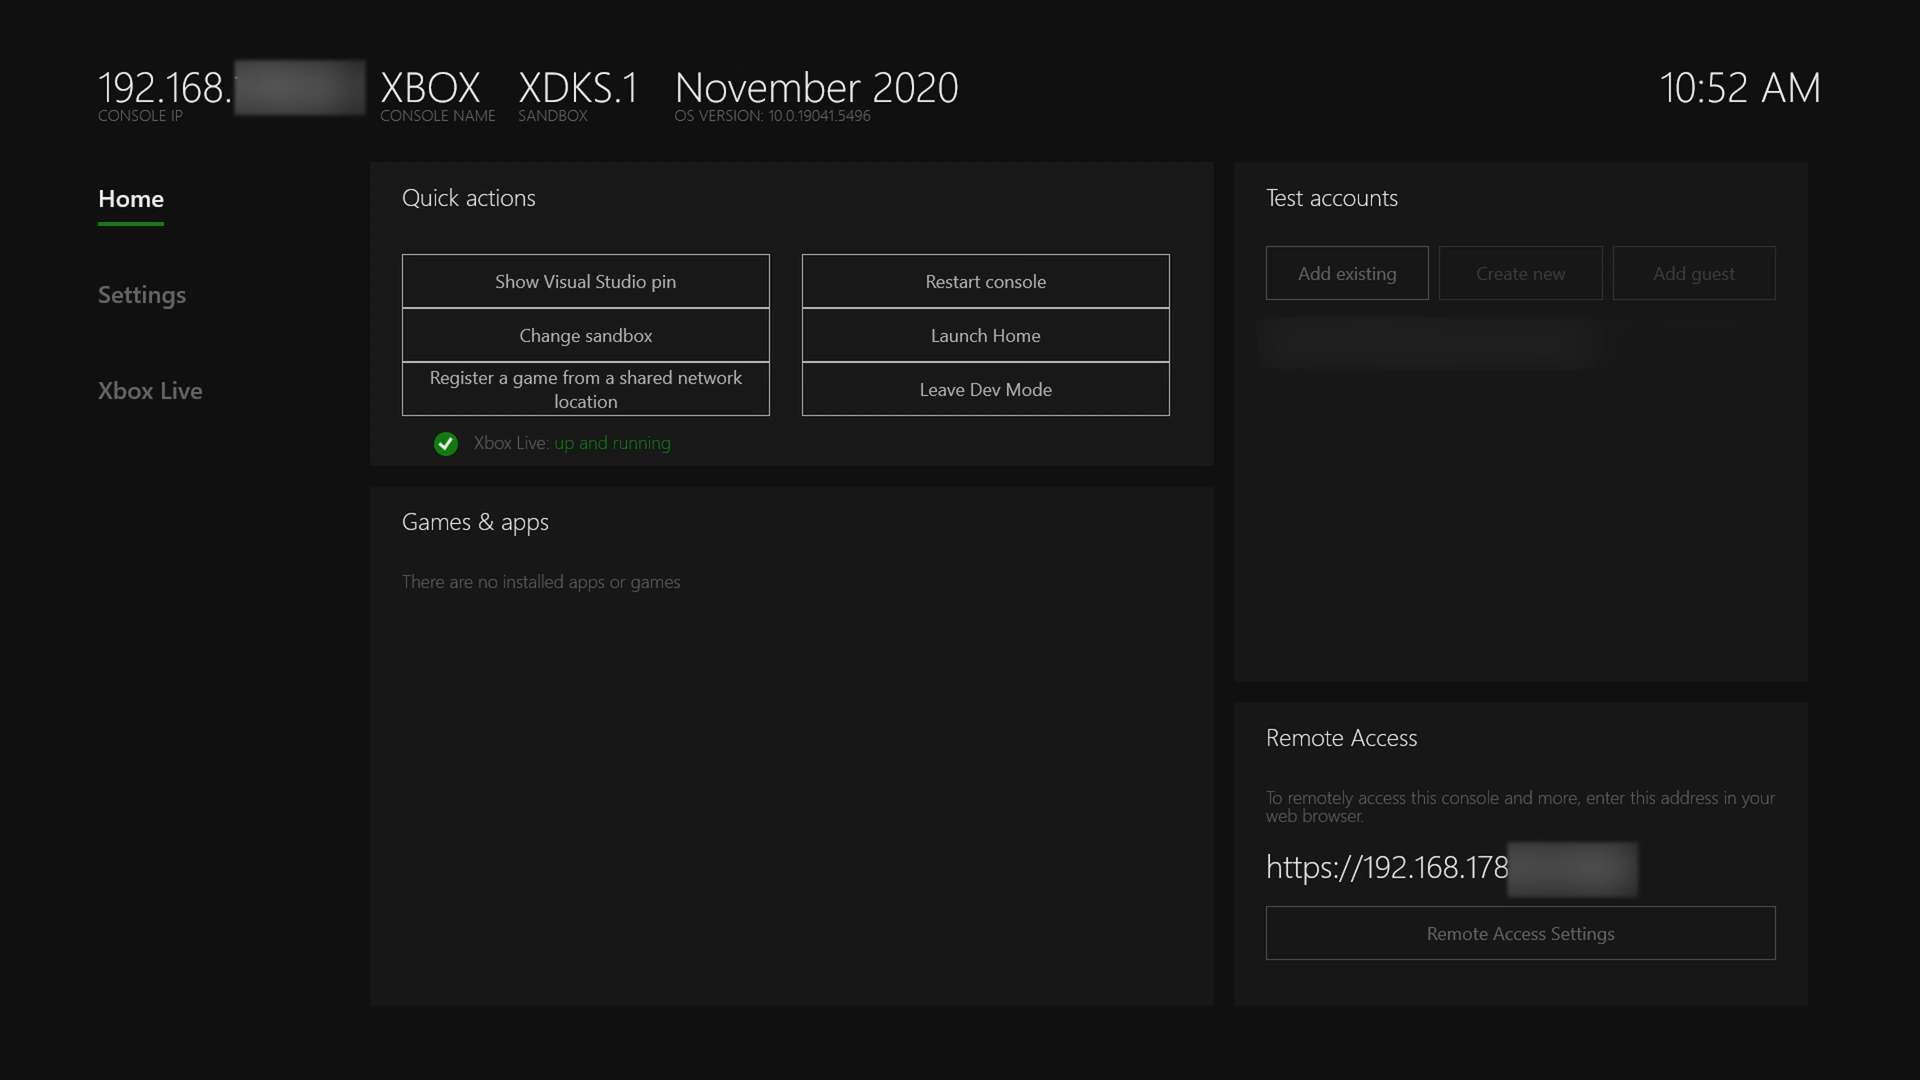 192.168.
CONSOLE IP
XBOX
CONSOLE NAME
XDKS.1
SANDBOX
November 2020
OS VERSION: 10.0.19041.5496
10:52 AM
Home
Settings
Xbox Live
Quick actions
Show Visual Studio pin
Change sandbox
Register a game from a shared network
location
Restart console
Launch Home
Leave Dev Mode
Xbox Live: up and running
Games & apps
There are no installed apps or games
Test accounts
Add existing
Create new
Add guest
Remote Access
To remotely access this console and more, enter this address in your
web browser.
https://192.168.178
Remote Access Settings